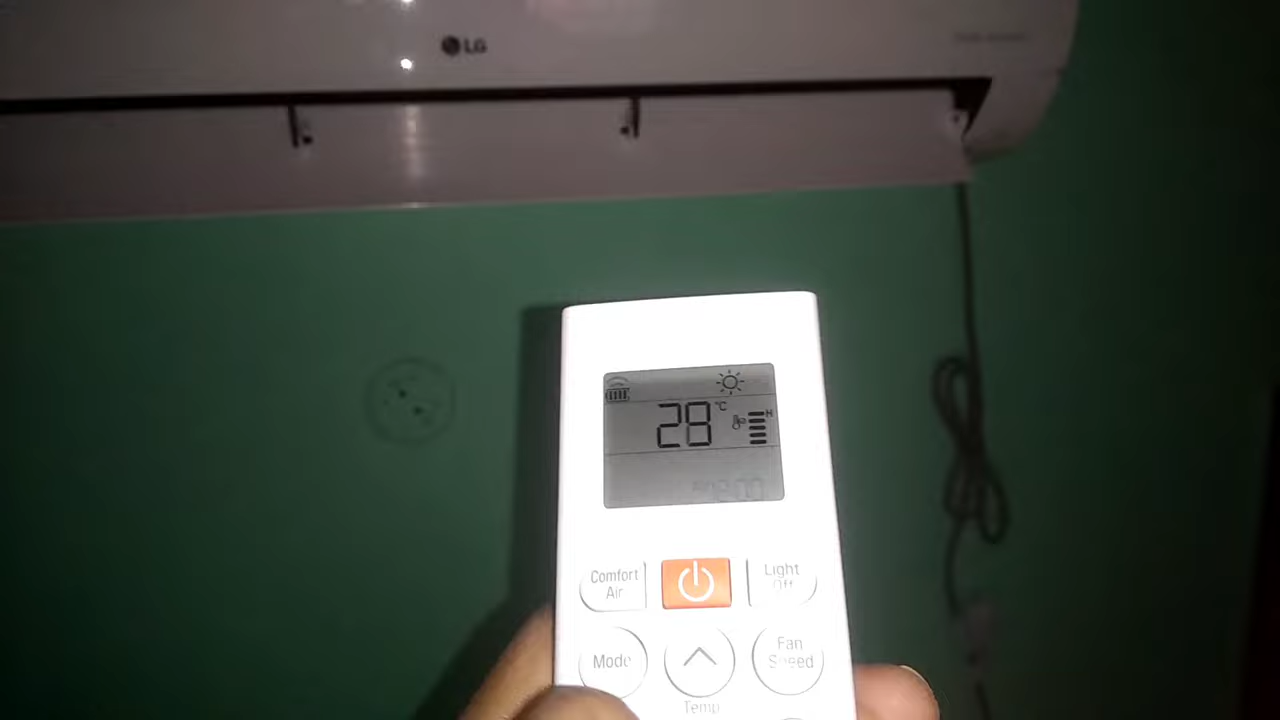 LG
28 °C
H
Comfort
Air
Light
Off
Mode
Fan
Speed
Temp